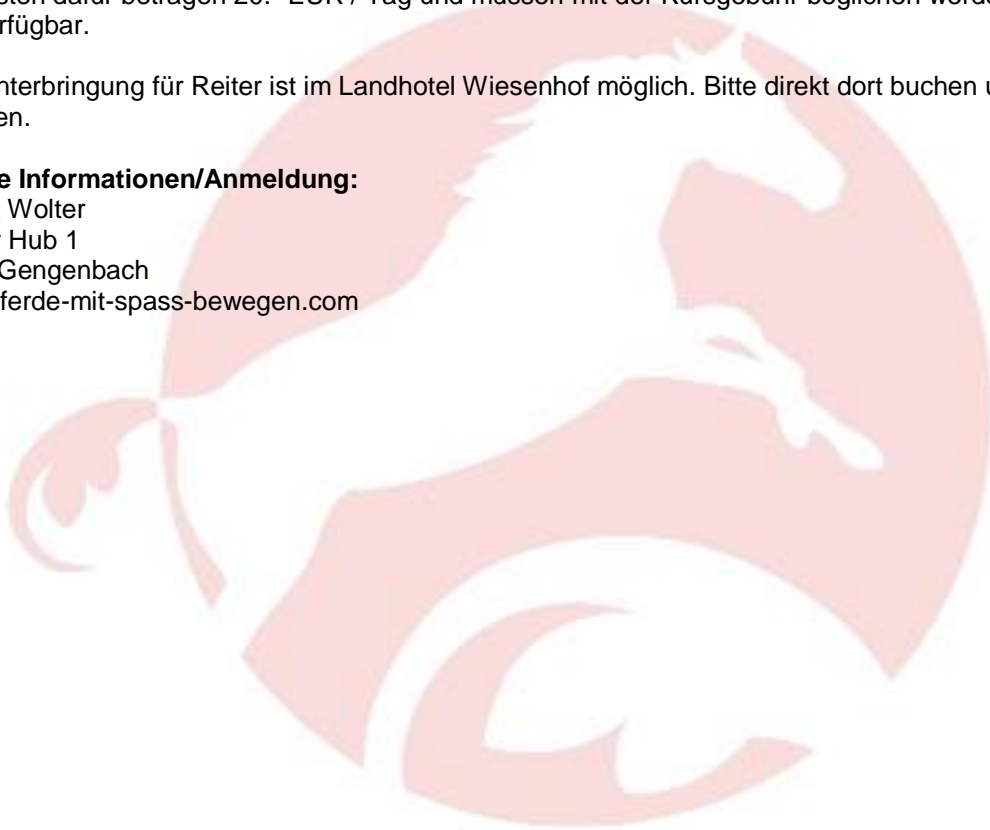 sten dafür betragen 20.- EUR / Tag und müssen mit der Kursgebühr beglichen
rfügbar.
nterbringung für Reiter ist im Landhotel Wiesenhof möglich. Bitte direkt dort buchen
en.
e Informationen/Anmeldung:
Wolter
Hub 1
Gengenbach
ferde-mit-spass-bewegen.com